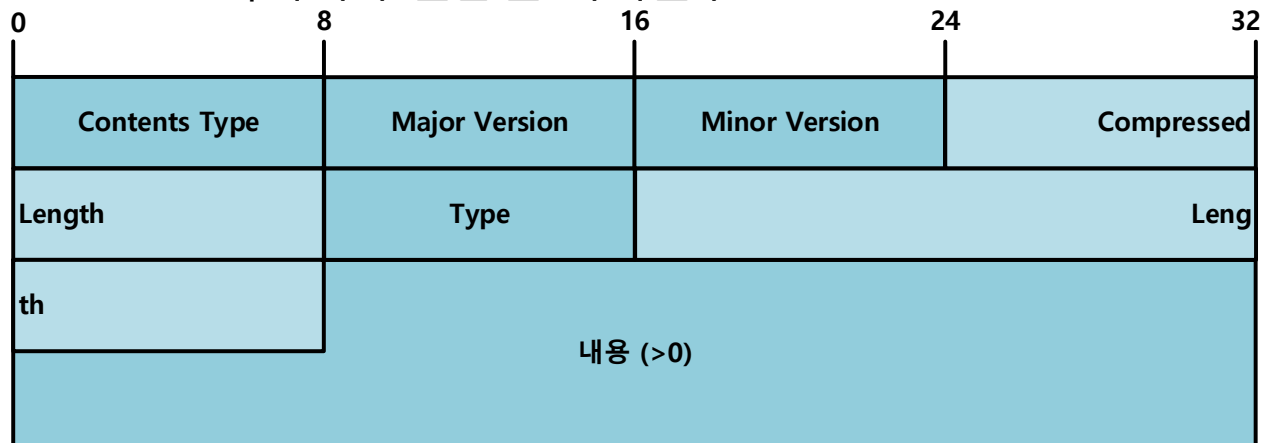 0 8 16 24 32
Contents Type Major Version Minor Version Compressed
Length Type Leng
th
내용 (>0)